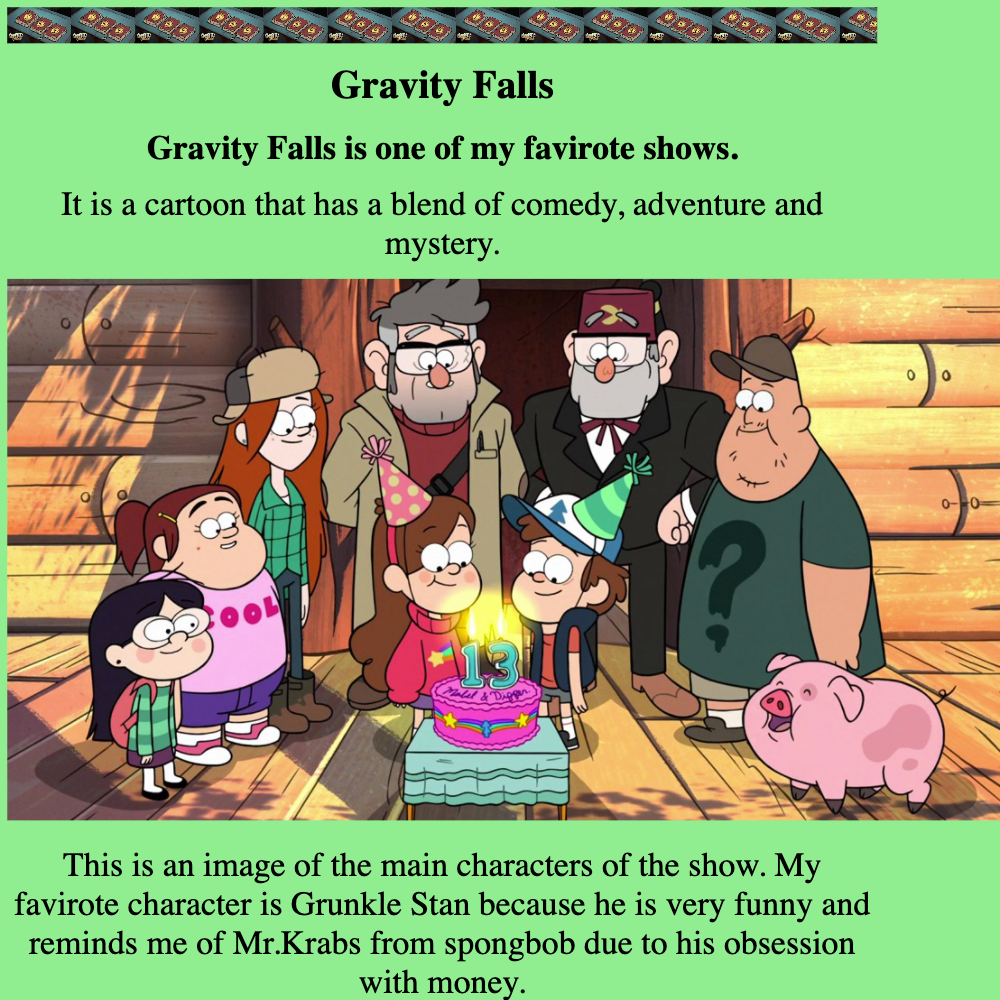 Gravity Falls
Gravity Falls is one of my favirote shows.
It is a cartoon that has a blend of comedy, adventure and
mystery.
COOL
?
13
Mabel & Dipper
This is an image of the main characters of the show. My
favirote character is Grunkle Stan because he is very funny and
reminds me of Mr.Krabs from spongbob due to his obsession
with money.